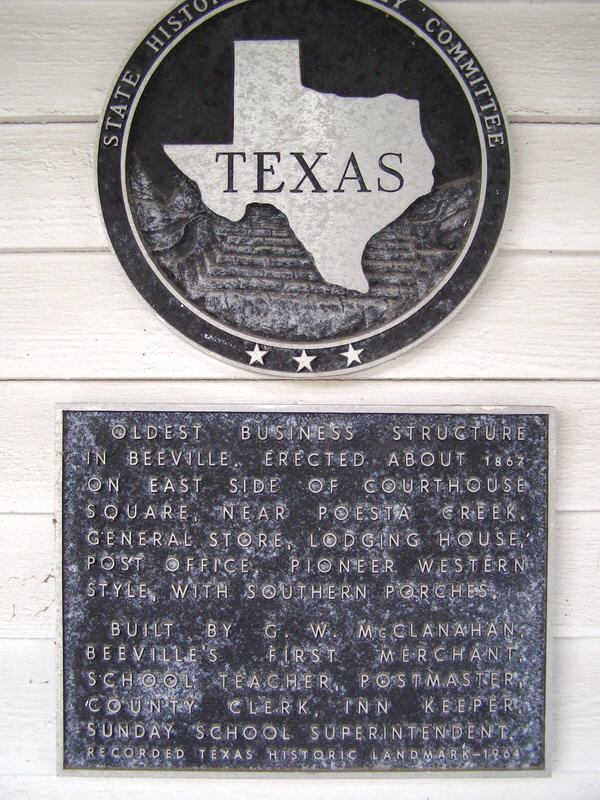 STATE HISTOR Y COMMITTEE
TEXAS
OLDEST BUSINESS STRUCTURE
IN BEEVILLE. ERECTED ABOUT 1867
ON EAST SIDE OF COURTHOUSE
SQUARE, NEAR POESTA CREEK.
GENERAL STORE, LODGING HOUSE,
POST OFFICE. PIONEER WESTERN
STYLE, WITH SOUTHERN PORCHES.
BUILT BY G. W. McCLANAHAN,
BEEVILLE'S FIRST MERCHANT,
SCHOOL TEACHER, POSTMASTER,
COUNTY CLERK, INN KEEPER,
SUNDAY SCHOOL SUPERINTENDENT.
RECORDED TEXAS HISTORIC LANDMARK—1964